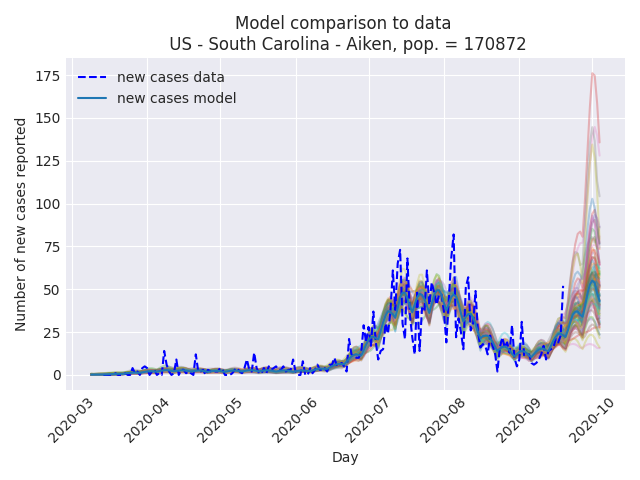 Model comparison to data
US - South Carolina - Aiken, pop. = 170872
new cases data
new cases model
Number of new cases reported
175
150
125
100
75
50
25
0
2020-03
2020-04
2020-05
2020-06
2020-07
2020-08
2020-09
2020-10
Day